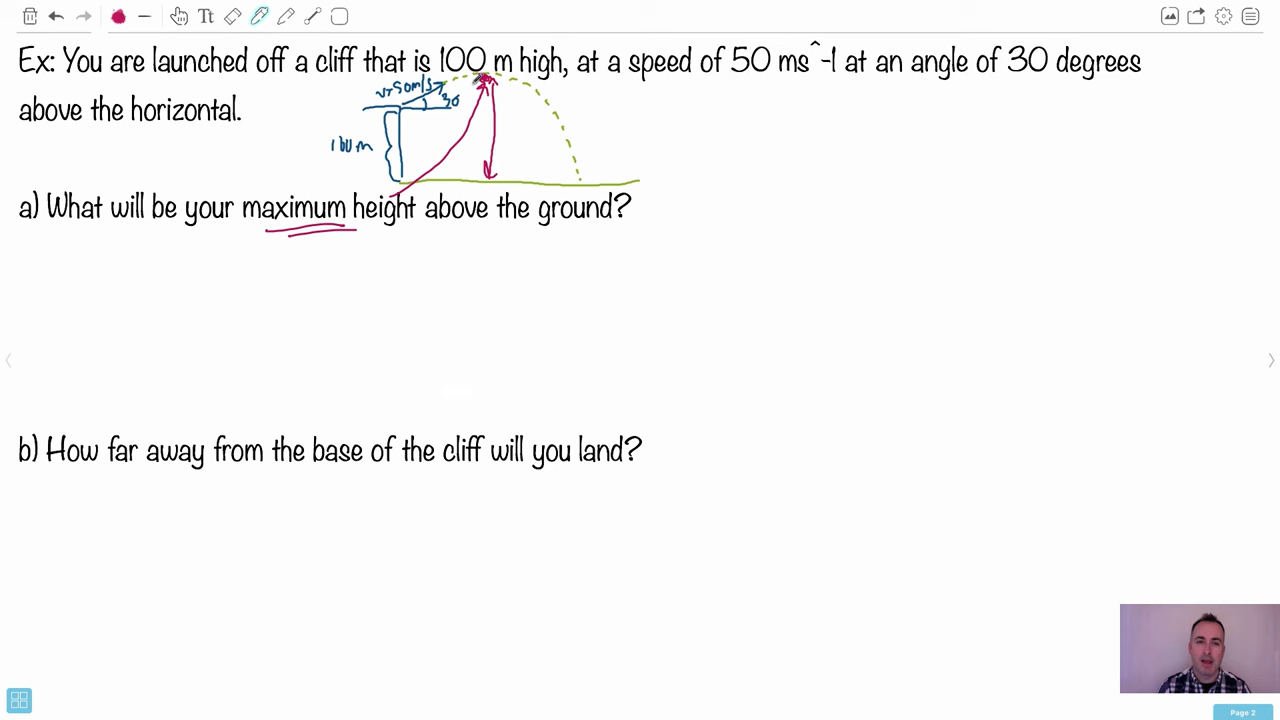 Tt
Ex: You are launched off a cliff that is 100 m high, at a speed of 50 ms^-1 at an angle of 30 degrees
above the horizontal.
v=50m/s
30
100m
a) What will be your maximum height above the ground?
b) How far away from the base of the cliff will you land?
Page 2